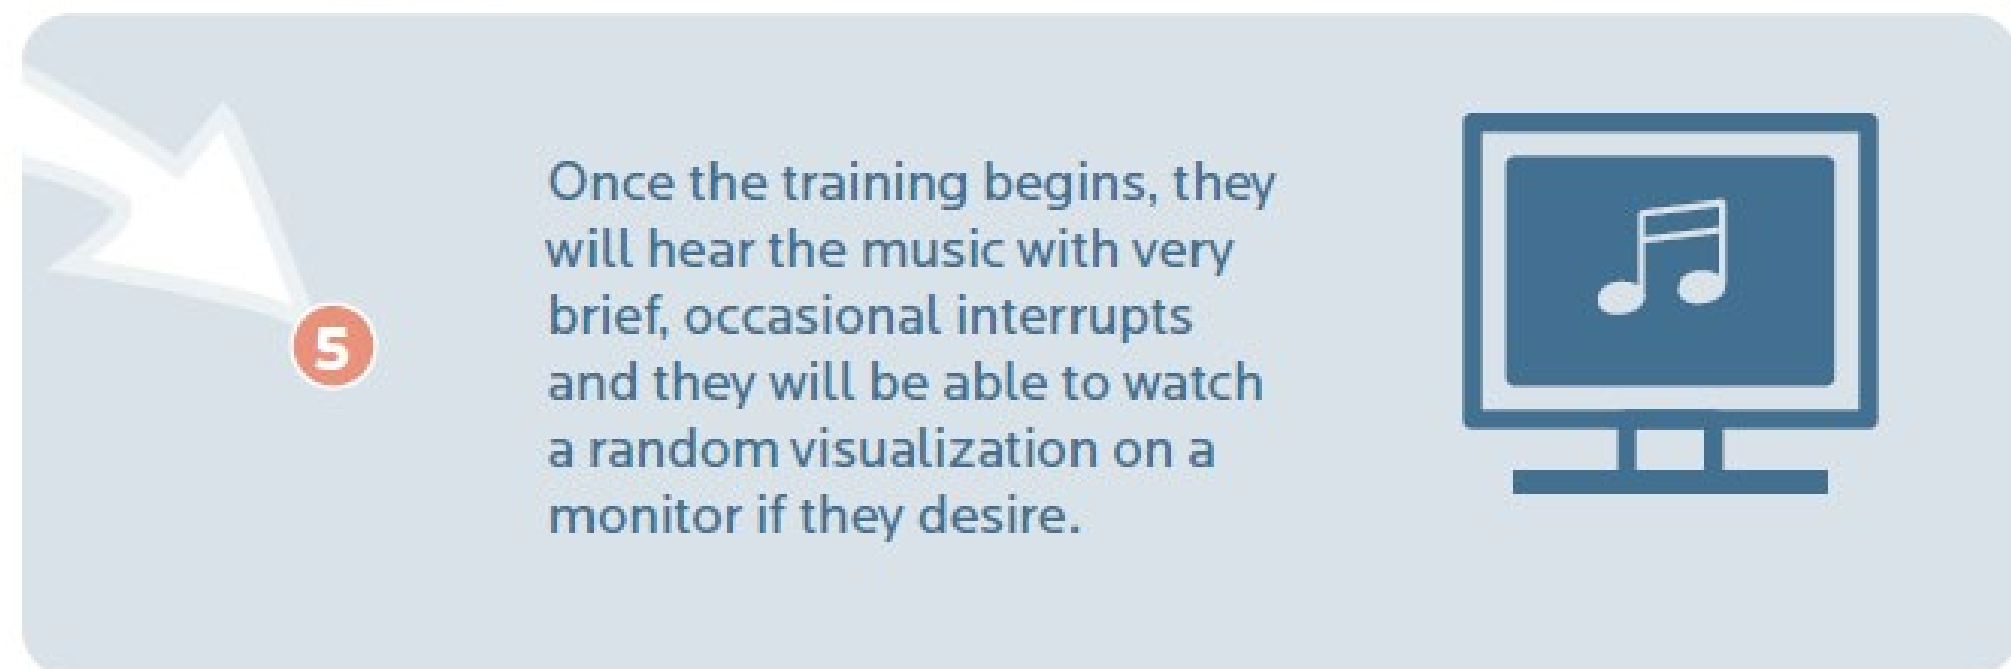 5
Once the training begins, they
will hear the music with very
brief, occasional interrupts
and they will be able to watch
a random visualization on a
monitor if they desire.